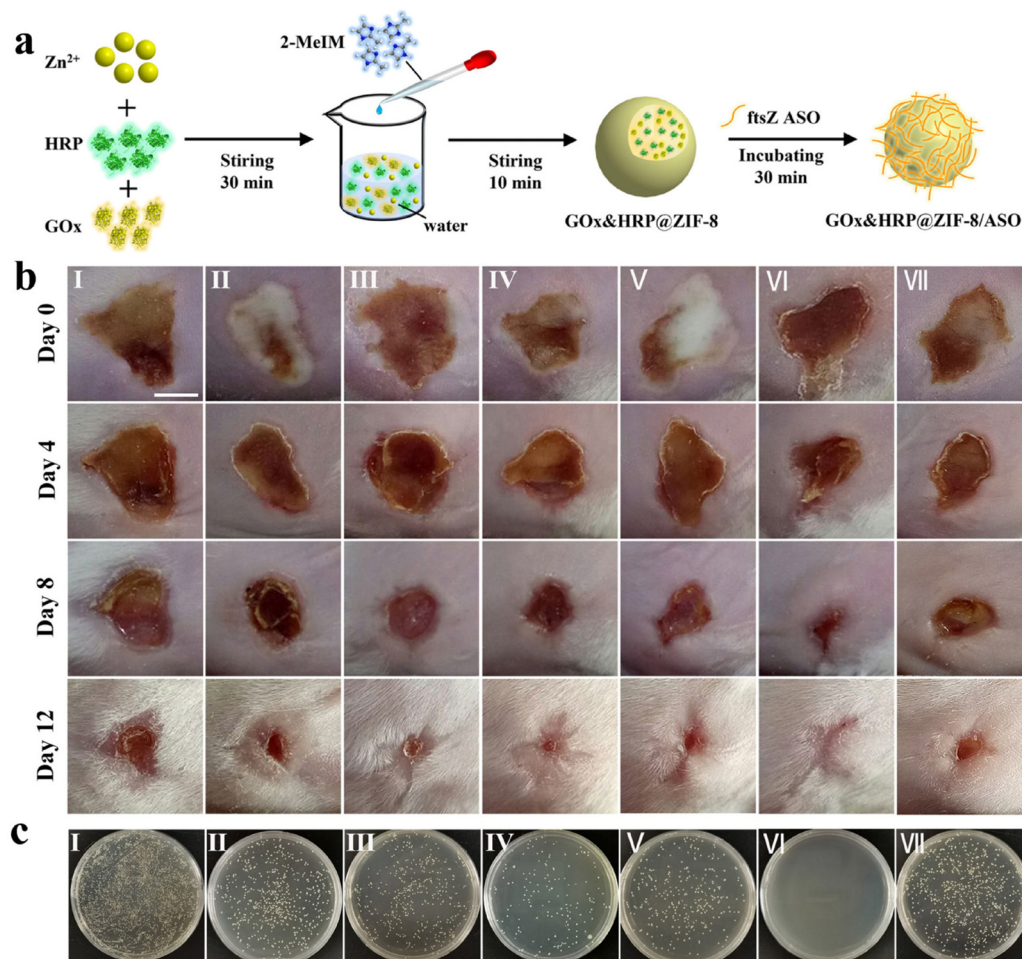 a
Zn²⁺
+
HRP
+
GOx
Stiring
30 min
2-MeIM
water
Stiring
10 min
GOx&HRP@ZIF-8
ftsZ ASO
Incubating
30 min
GOx&HRP@ZIF-8/ASO
b
I II III IV V VI VII
Day 0
Day 4
Day 8
Day 12
c
I II III IV V VI VII